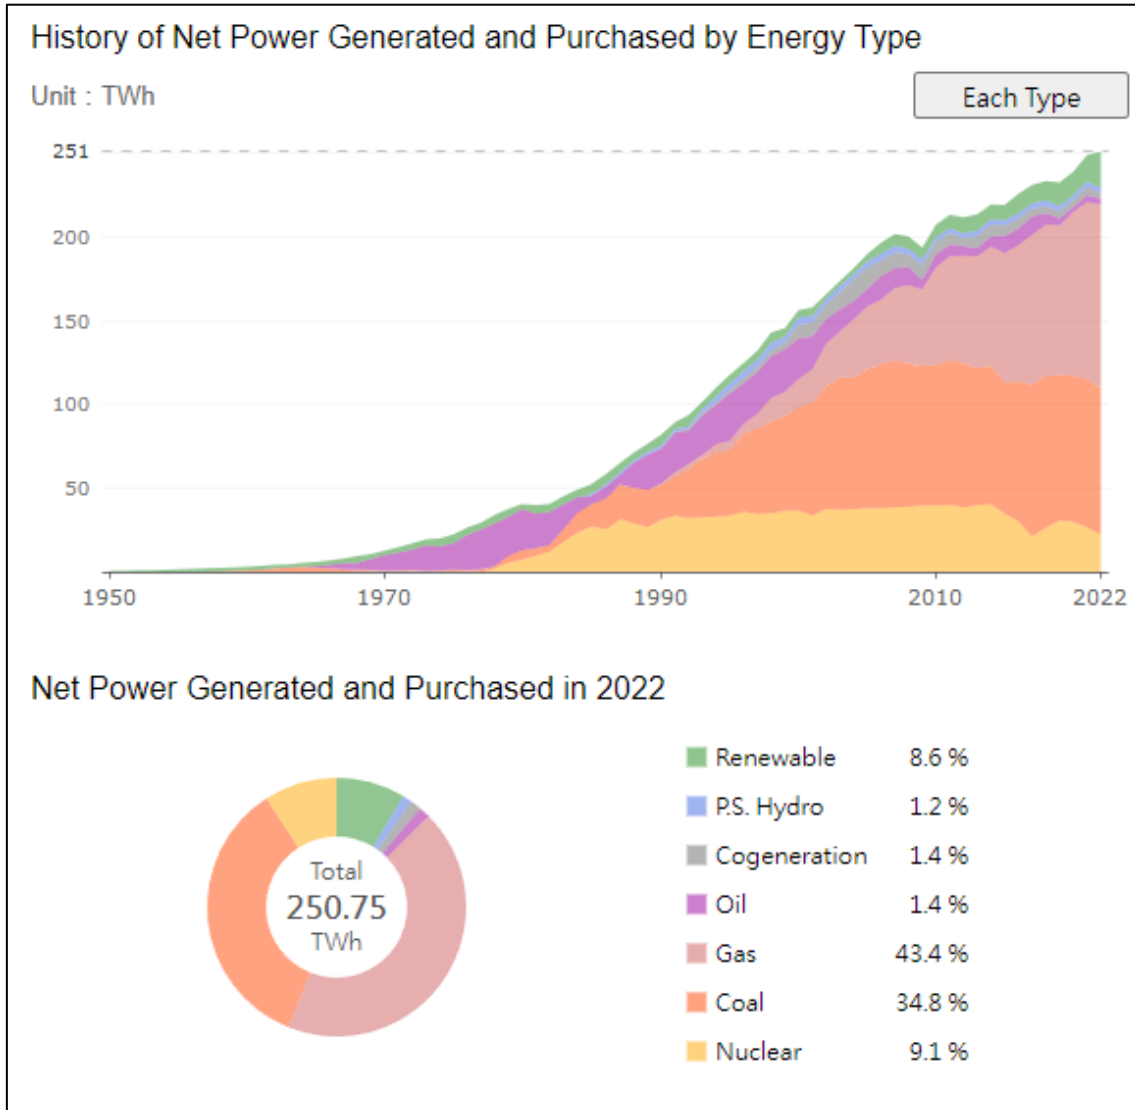 History of Net Power Generated and Purchased by Energy Type
Unit : TWh
Each Type
251
200
150
100
50
1950 1970 1990 2010 2022
Net Power Generated and Purchased in 2022
Total
250.75
TWh
Renewable 8.6 %
P.S. Hydro 1.2 %
Cogeneration 1.4 %
Oil 1.4 %
Gas 43.4 %
Coal 34.8 %
Nuclear 9.1 %